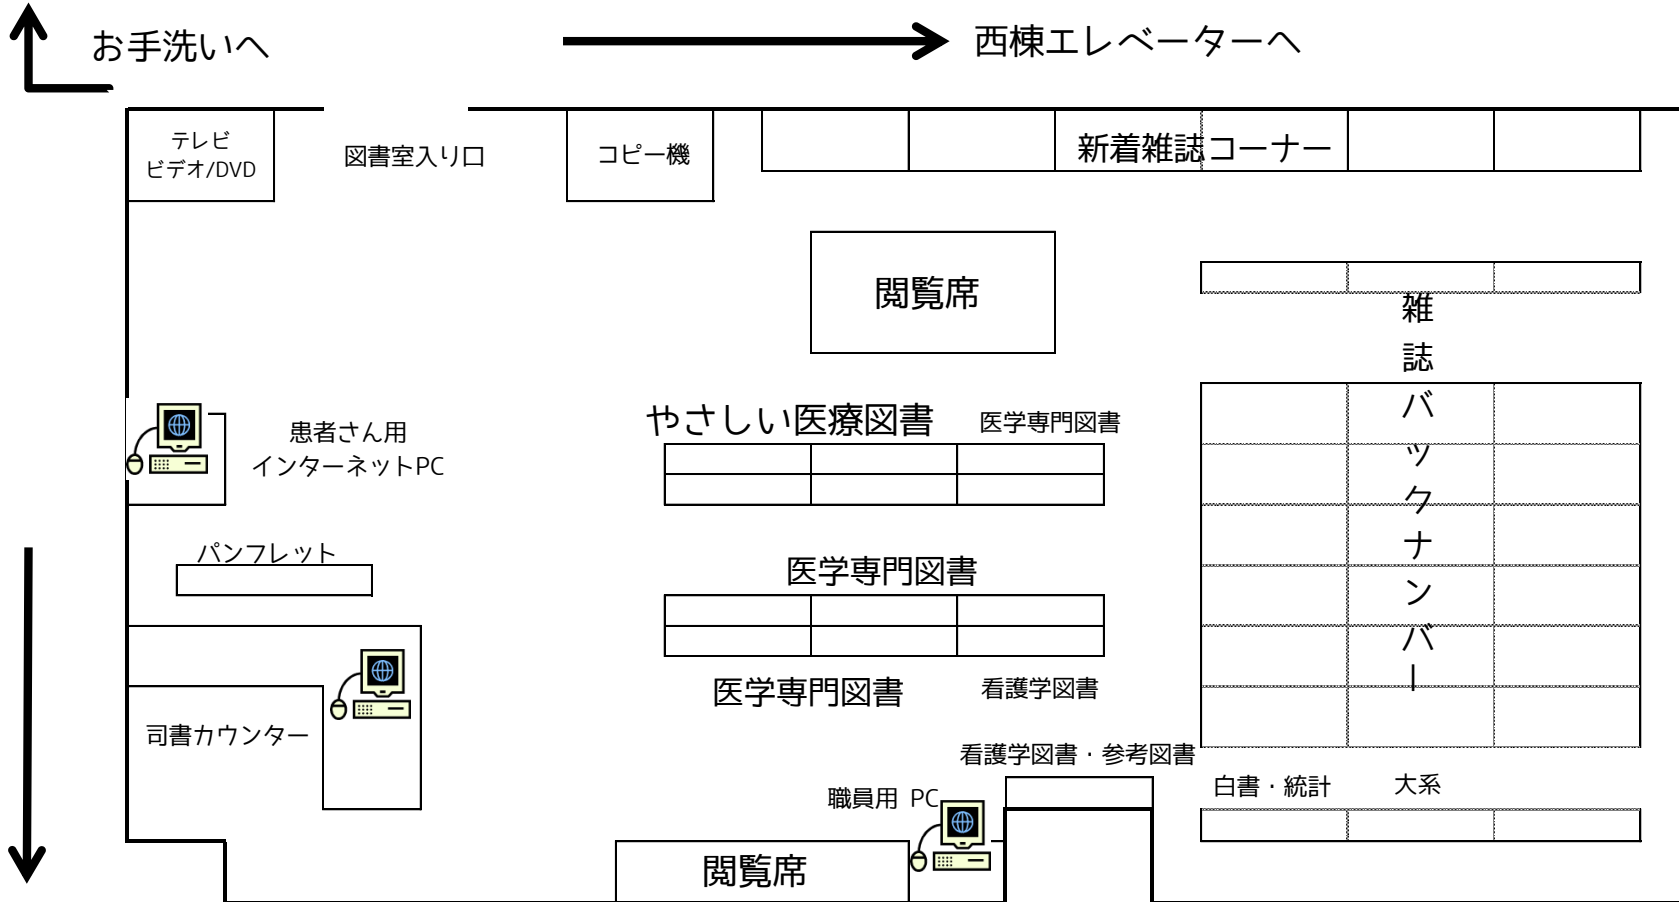 お手洗いへ
西棟エレベーターへ
テレビ
ビデオ/DVD
図書室入り口
コピー機
新着雑誌コーナー
閲覧席
雑誌バックナンバー
やさしい医療図書
医学専門図書
患者さん用
インターネットPC
パンフレット
医学専門図書
医学専門図書
看護学図書
司書カウンター
看護学図書・参考図書
白書・統計
大系
職員用 PC
閲覧席